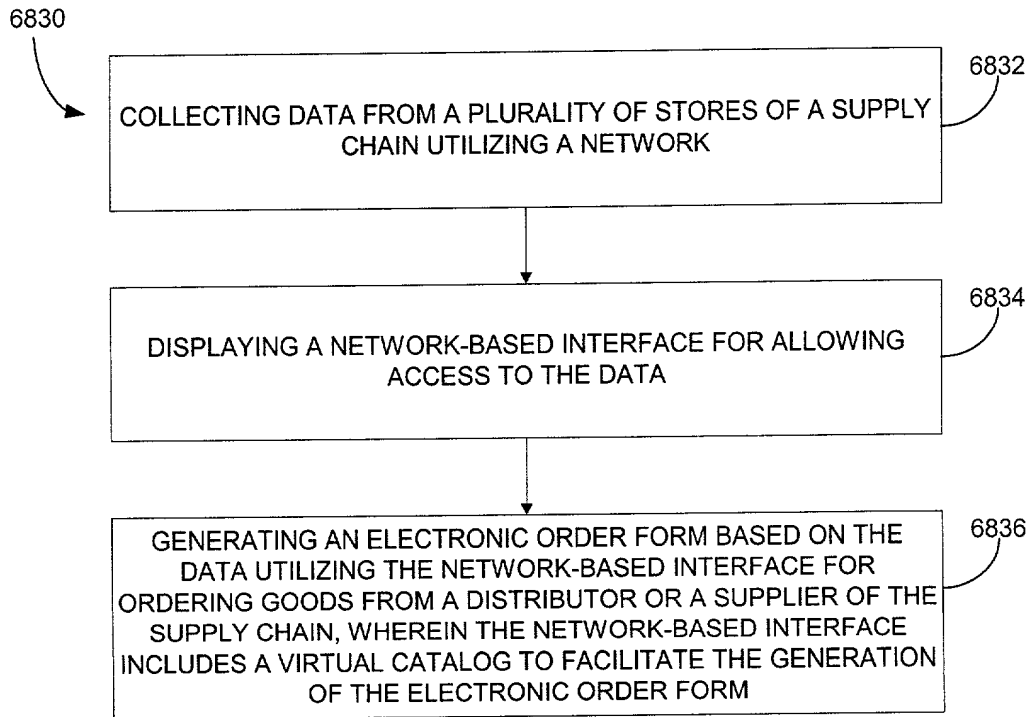 6830
6832
COLLECTING DATA FROM A PLURALITY OF STORES OF A SUPPLY
CHAIN UTILIZING A NETWORK
6834
DISPLAYING A NETWORK-BASED INTERFACE FOR ALLOWING
ACCESS TO THE DATA
6836
GENERATING AN ELECTRONIC ORDER FORM BASED ON THE
DATA UTILIZING THE NETWORK-BASED INTERFACE FOR
ORDERING GOODS FROM A DISTRIBUTOR OR A SUPPLIER OF THE
SUPPLY CHAIN, WHEREIN THE NETWORK-BASED INTERFACE
INCLUDES A VIRTUAL CATALOG TO FACILITATE THE GENERATION
OF THE ELECTRONIC ORDER FORM